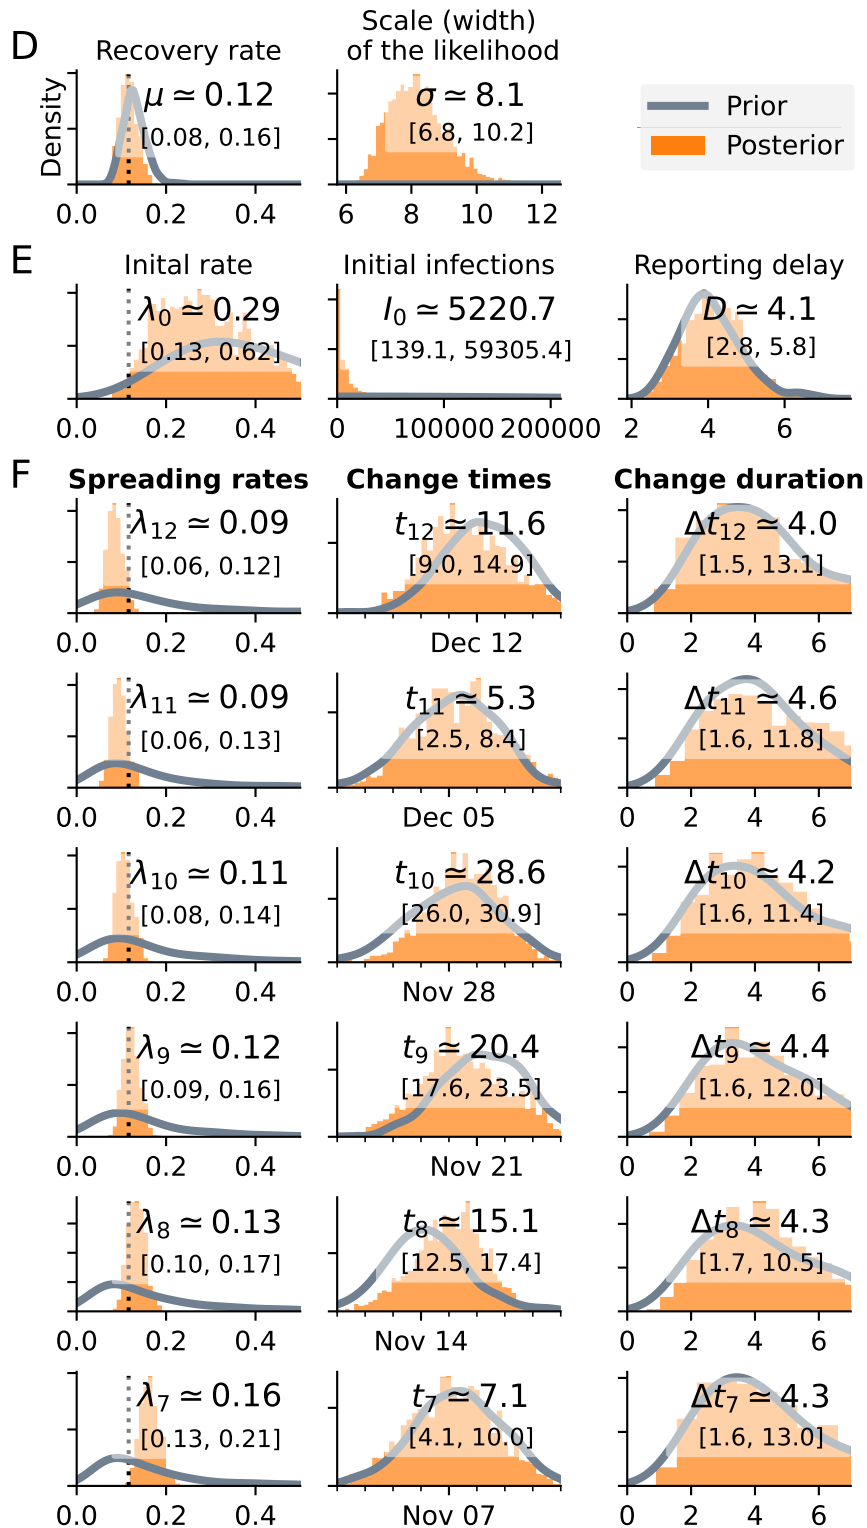 D
Recovery rate
Scale (width)
of the likelihood
Density
μ ≃ 0.12
[0.08, 0.16]
σ ≃ 8.1
[6.8, 10.2]
Prior
Posterior
0.0 0.2 0.4
6 8 10 12
E
Inital rate
Initial infections
Reporting delay
λ0 ≃ 0.29
[0.13, 0.62]
I0 ≃ 5220.7
[139.1, 59305.4]
D ≃ 4.1
[2.8, 5.8]
0.0 0.2 0.4
0 100000 200000
2 4 6
F
Spreading rates
Change times
Change duration
λ12 ≃ 0.09
[0.06, 0.12]
t12 ≃ 11.6
[9.0, 14.9]
Δt12 ≃ 4.0
[1.5, 13.1]
0.0 0.2 0.4
Dec 12
0 2 4 6
λ11 ≃ 0.09
[0.06, 0.13]
t11 ≃ 5.3
[2.5, 8.4]
Δt11 ≃ 4.6
[1.6, 11.8]
0.0 0.2 0.4
Dec 05
0 2 4 6
λ10 ≃ 0.11
[0.08, 0.14]
t10 ≃ 28.6
[26.0, 30.9]
Δt10 ≃ 4.2
[1.6, 11.4]
0.0 0.2 0.4
Nov 28
0 2 4 6
λ9 ≃ 0.12
[0.09, 0.16]
t9 ≃ 20.4
[17.6, 23.5]
Δt9 ≃ 4.4
[1.6, 12.0]
0.0 0.2 0.4
Nov 21
0 2 4 6
λ8 ≃ 0.13
[0.10, 0.17]
t8 ≃ 15.1
[12.5, 17.4]
Δt8 ≃ 4.3
[1.7, 10.5]
0.0 0.2 0.4
Nov 14
0 2 4 6
λ7 ≃ 0.16
[0.13, 0.21]
t7 ≃ 7.1
[4.1, 10.0]
Δt7 ≃ 4.3
[1.6, 13.0]
0.0 0.2 0.4
Nov 07
0 2 4 6